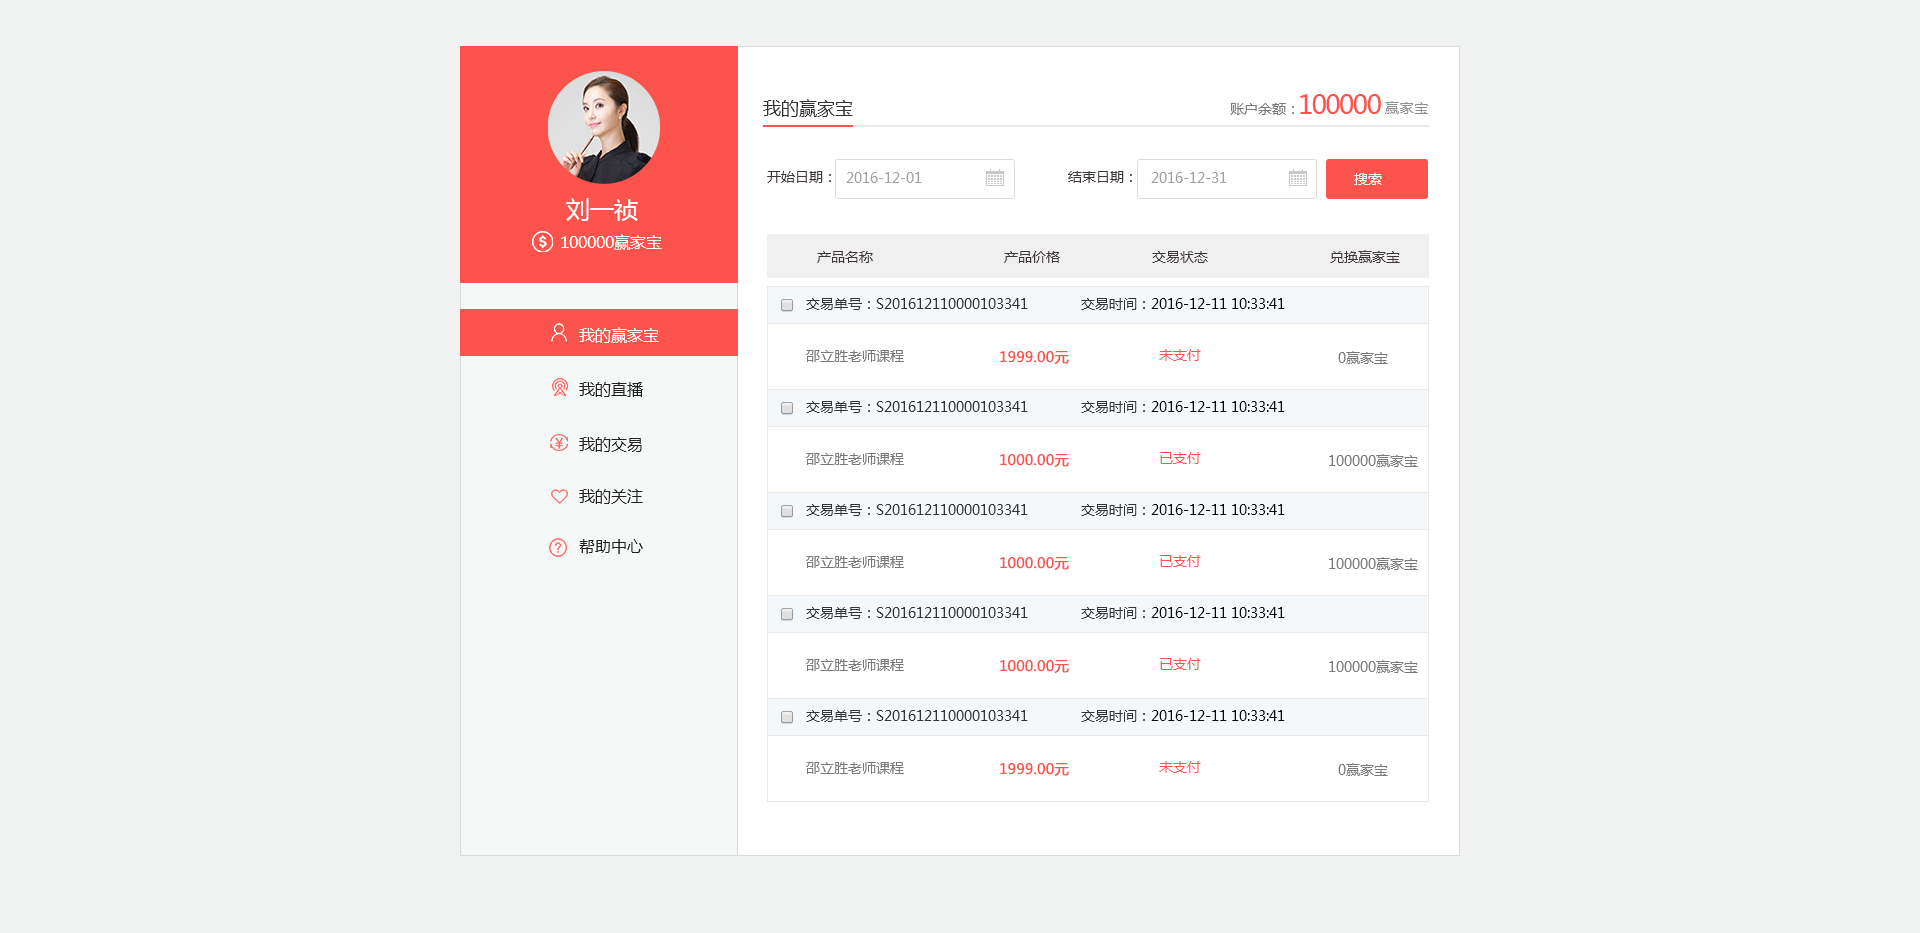 刘一祯
100000赢家宝
我的赢家宝
我的直播
我的交易
我的关注
帮助中心
我的赢家宝 账户余额：100000 赢家宝
开始日期： 2016-12-01 结束日期： 2016-12-31 搜索
产品名称 产品价格 交易状态 兑换赢家宝
交易单号：S201612110000103341 交易时间：2016-12-11 10:33:41
邵立胜老师课程 1999.00元 未支付 0赢家宝
交易单号：S201612110000103341 交易时间：2016-12-11 10:33:41
邵立胜老师课程 1000.00元 已支付 100000赢家宝
交易单号：S201612110000103341 交易时间：2016-12-11 10:33:41
邵立胜老师课程 1000.00元 已支付 100000赢家宝
交易单号：S201612110000103341 交易时间：2016-12-11 10:33:41
邵立胜老师课程 1000.00元 已支付 100000赢家宝
交易单号：S201612110000103341 交易时间：2016-12-11 10:33:41
邵立胜老师课程 1999.00元 未支付 0赢家宝